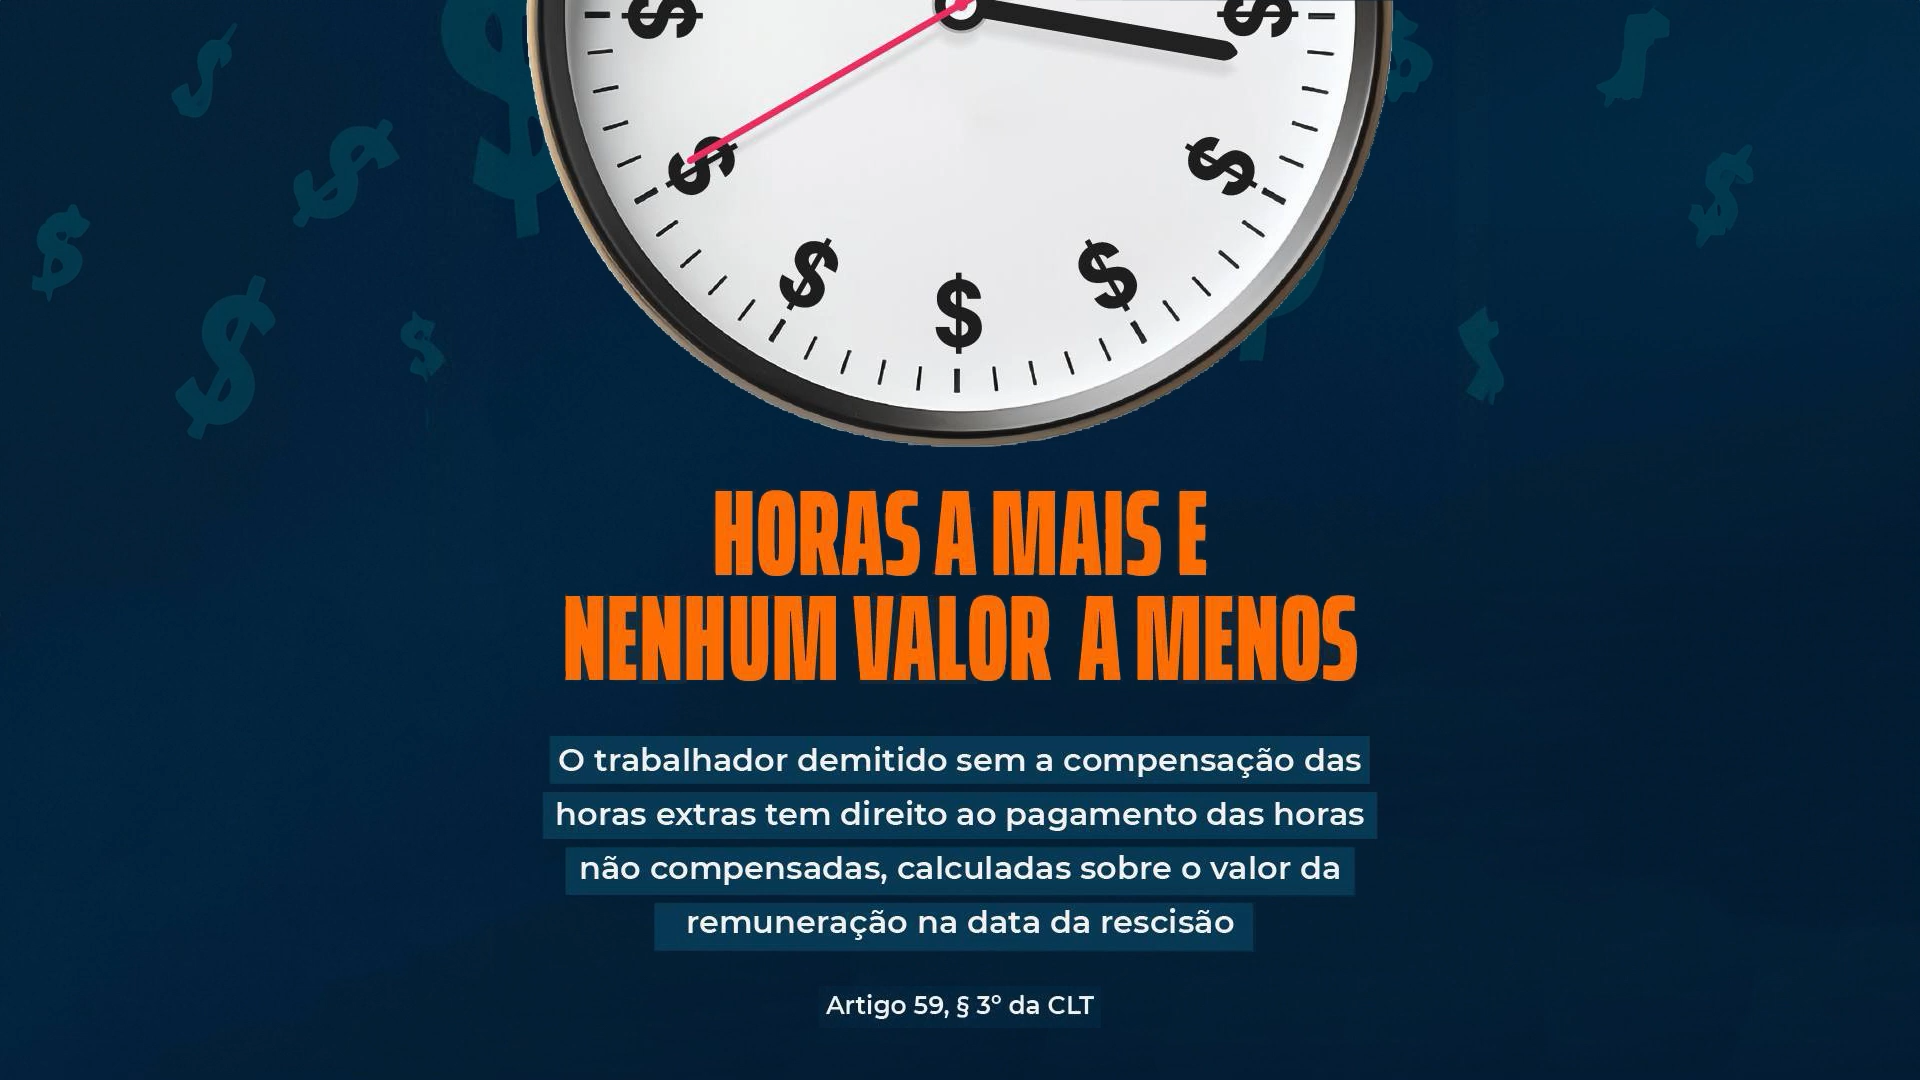 HORAS A MAIS E
NENHUM VALOR A MENOS
O trabalhador demitido sem a compensação das
horas extras tem direito ao pagamento das horas
não compensadas, calculadas sobre o valor da
remuneração na data da rescisão
Artigo 59, § 3º da CLT